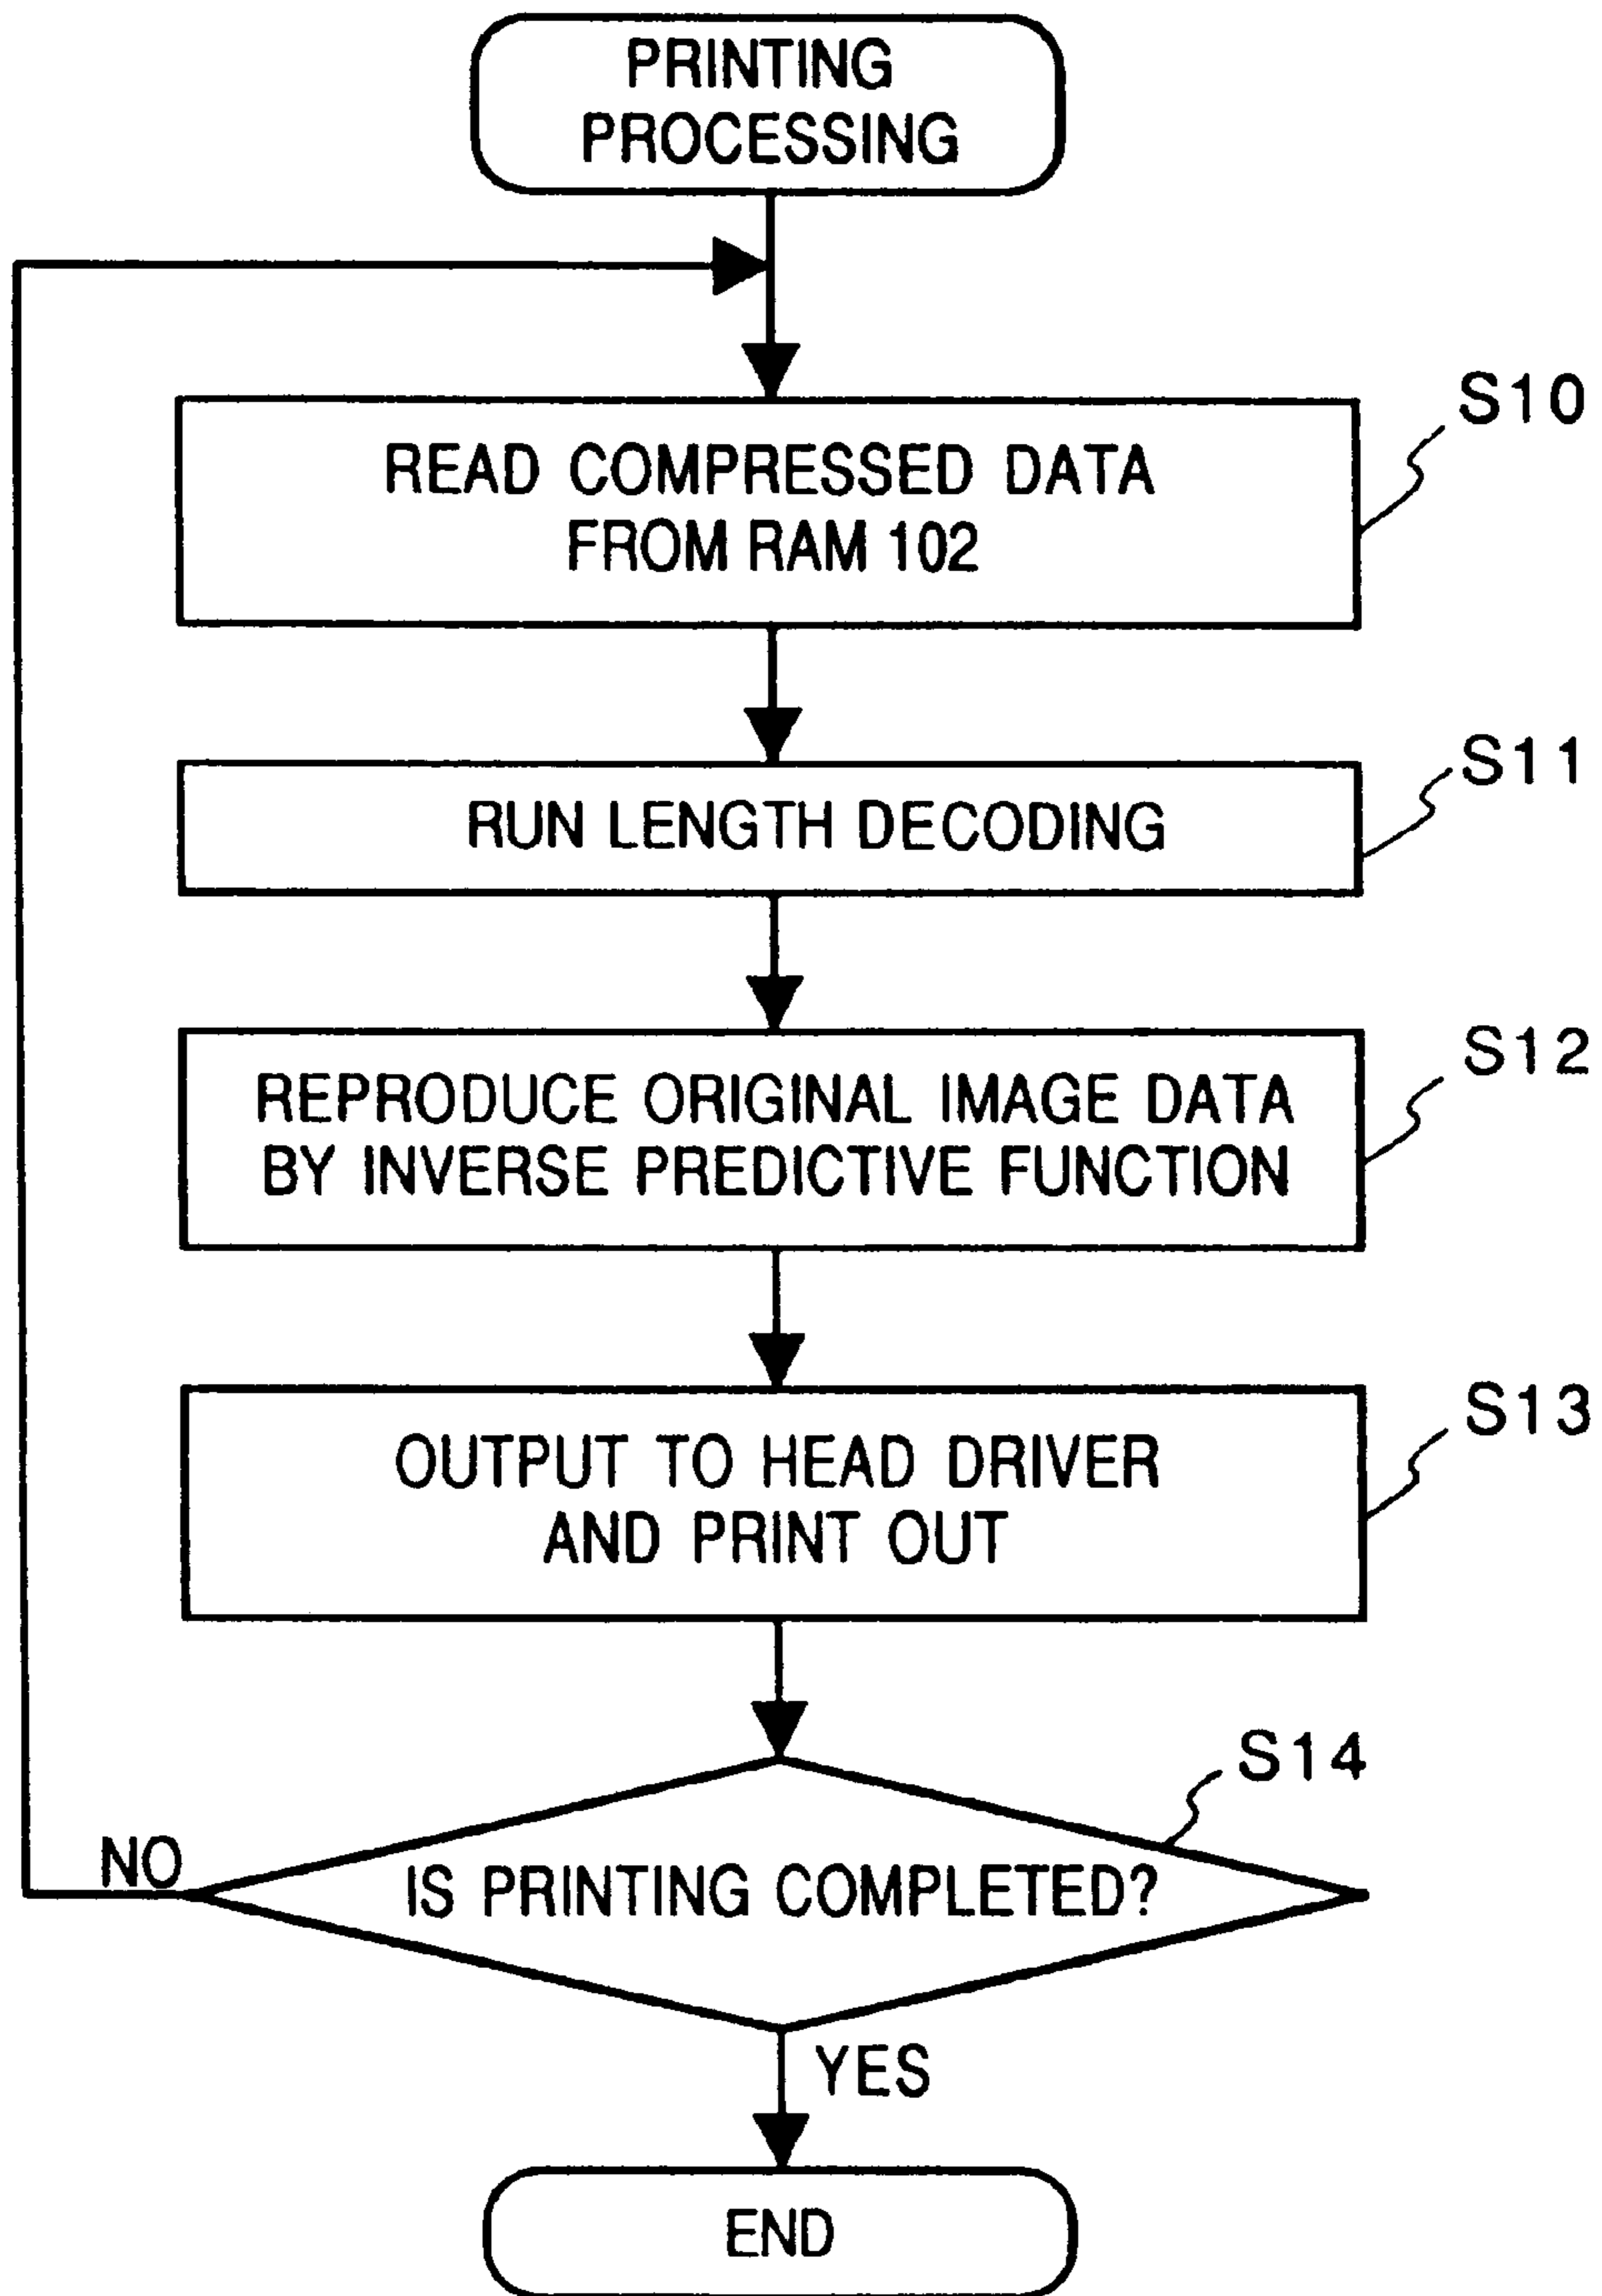 PRINTING
PROCESSING
S10
READ COMPRESSED DATA
FROM RAM 102
S11
RUN LENGTH DECODING
S12
REPRODUCE ORIGINAL IMAGE DATA
BY INVERSE PREDICTIVE FUNCTION
S13
OUTPUT TO HEAD DRIVER
AND PRINT OUT
S14
NO
IS PRINTING COMPLETED?
YES
END